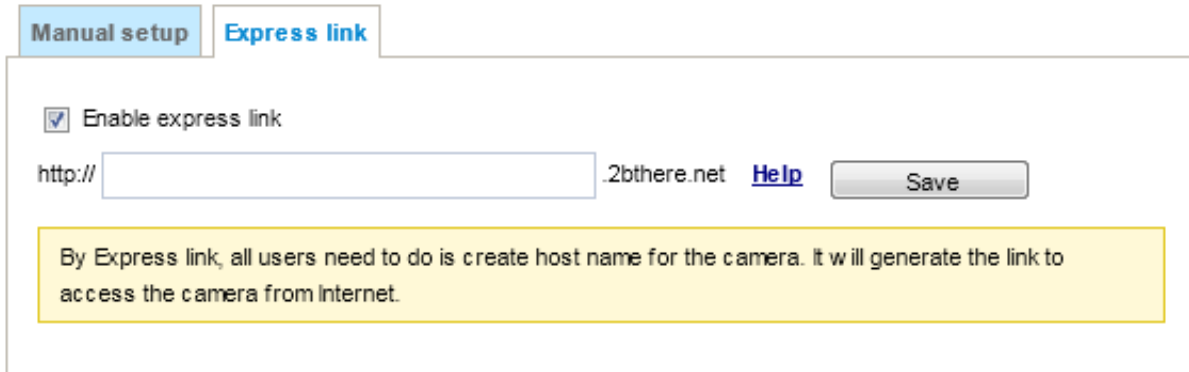 Manual setup Express link
Enable express link
http:// .2bthere.net Help Save
By Express link, all users need to do is create host name for the camera. It will generate the link to
access the camera from Internet.